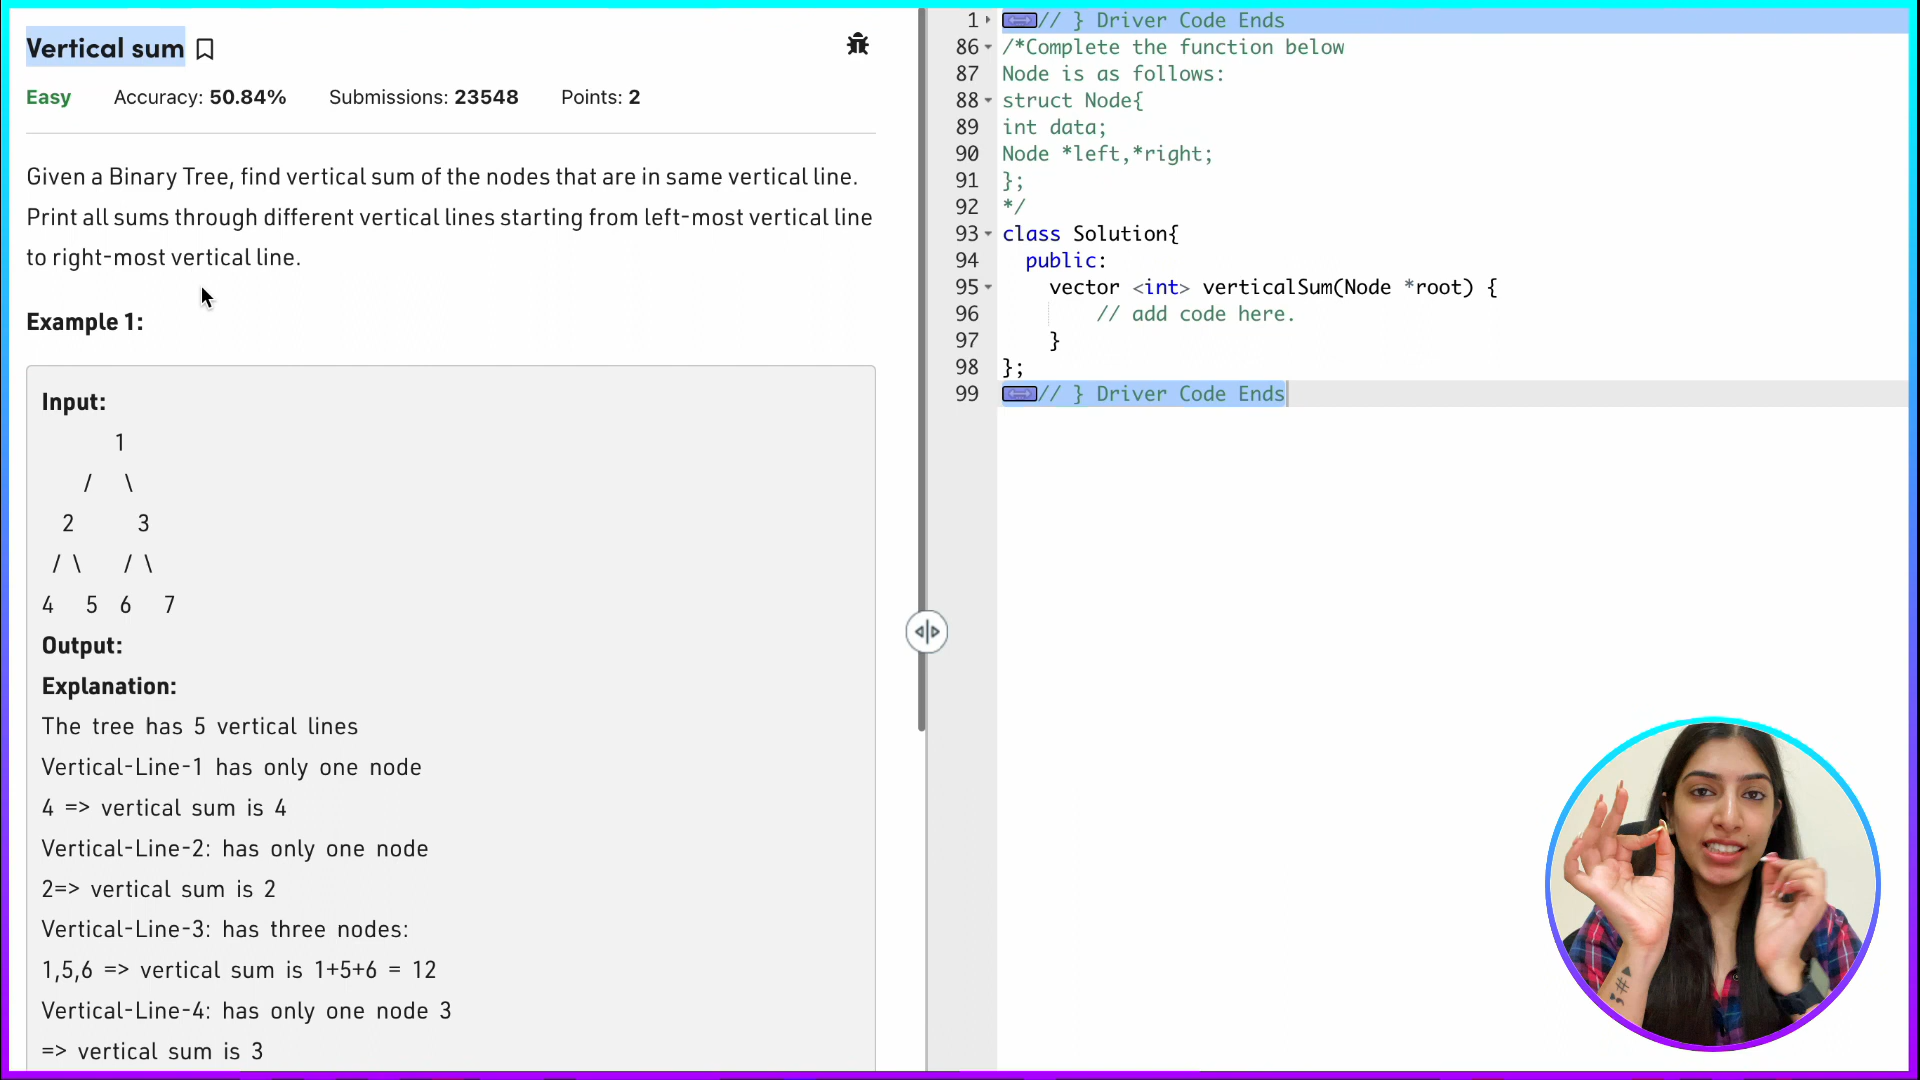 Vertical sum
Easy Accuracy: 50.84% Submissions: 23548 Points: 2
Given a Binary Tree, find vertical sum of the nodes that are in same vertical line.
Print all sums through different vertical lines starting from left-most vertical line
to right-most vertical line.
Example 1:
Input:
1
/ \
2 3
/ \ / \
4 5 6 7
Output:
Explanation:
The tree has 5 vertical lines
Vertical-Line-1 has only one node
4 => vertical sum is 4
Vertical-Line-2: has only one node
2=> vertical sum is 2
Vertical-Line-3: has three nodes:
1,5,6 => vertical sum is 1+5+6 = 12
Vertical-Line-4: has only one node 3
=> vertical sum is 3
1 // } Driver Code Ends
86 /*Complete the function below
87 Node is as follows:
88 struct Node{
89 int data;
90 Node *left,*right;
91 };
92 */
93 class Solution{
94 public:
95 vector <int> verticalSum(Node *root) {
96 // add code here.
97 }
98 };
99 // } Driver Code Ends